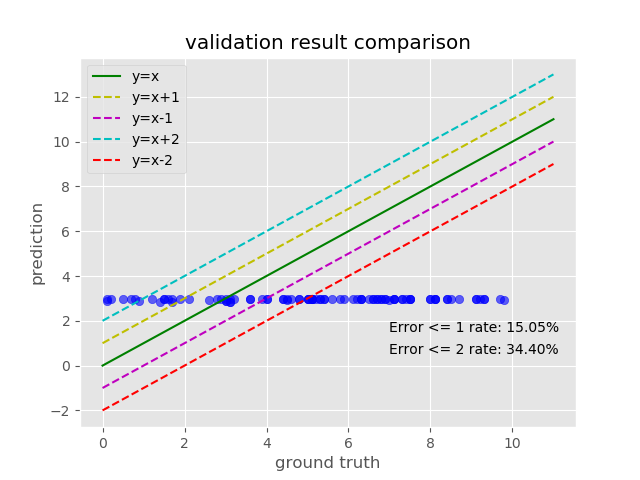 validation result comparison
y=x
y=x+1
y=x-1
y=x+2
y=x-2
12
10
8
6
4
2
0
−2
prediction
Error <= 1 rate: 15.05%
Error <= 2 rate: 34.40%
0 2 4 6 8 10
ground truth